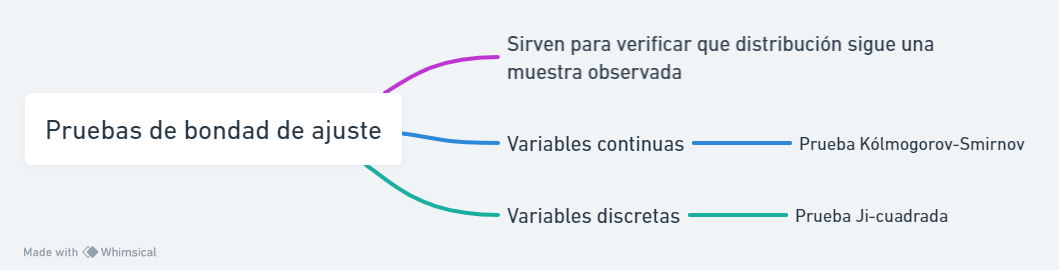 Sirven para verificar que distribución sigue una
muestra observada
Pruebas de bondad de ajuste
Variables continuas
Prueba Kólmogorov-Smirnov
Variables discretas
Prueba Ji-cuadrada
Made with Whimsical